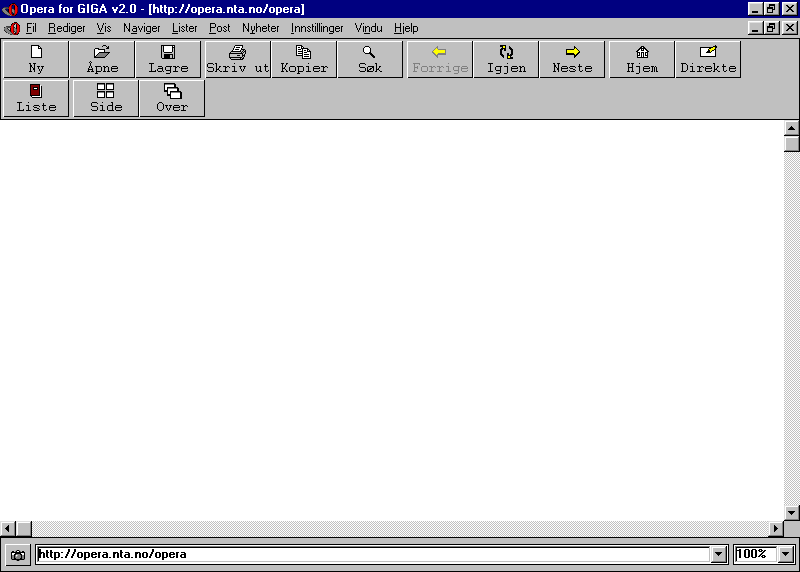 Opera for GIGA v2.0 - [http://opera.nta.no/opera]
Fil Rediger Vis Naviger Lister Post Nyheter Innstillinger Vindu Hjelp
Ny Åpne Lagre Skriv ut Kopier Søk Forrige Igjen Neste Hjem Direkte
Liste Side Over
http://opera.nta.no/opera 100%